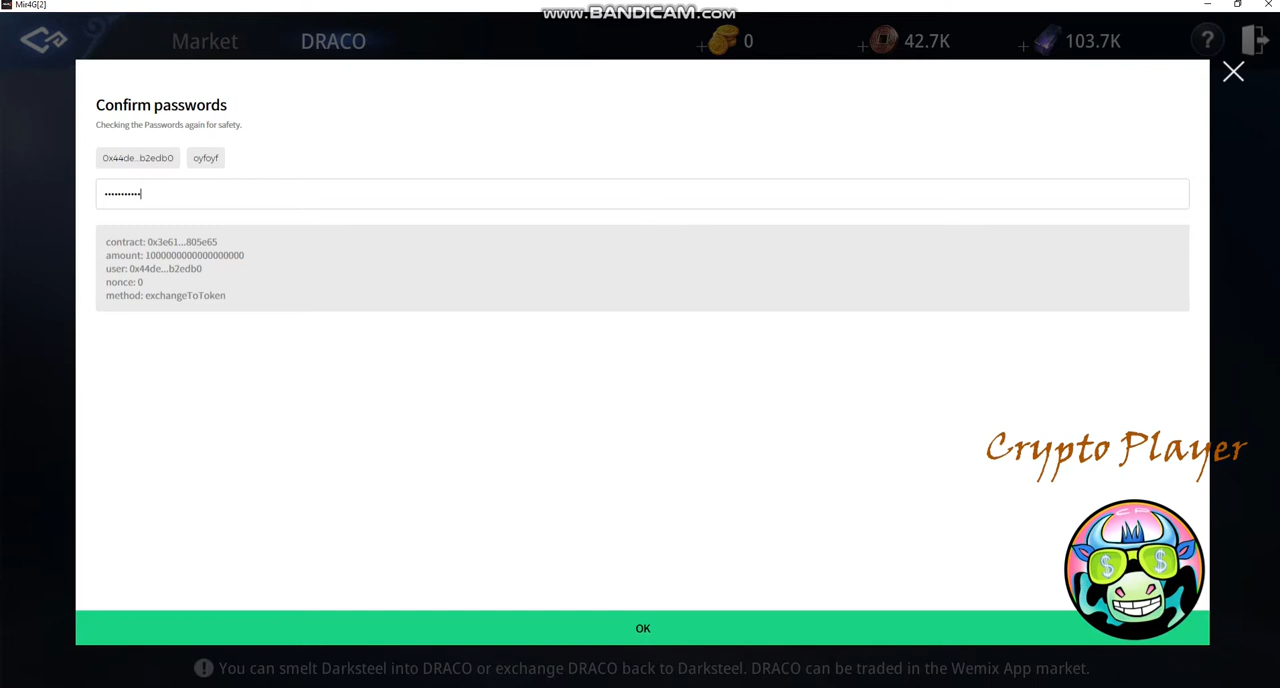 Mir4G[2]
www.BANDICAM.com
Market
DRACO
0
42.7K
103.7K
?
Confirm passwords
Checking the Passwords again for safety.
0x44de...b2edb0
oyfoyf
contract: 0x3e61...805e65
amount: 1000000000000000000
user: 0x44de...b2edb0
nonce: 0
method: exchangeToToken
Crypto Player
CP
$ $
OK
You can smelt Darksteel into DRACO or exchange DRACO back to Darksteel. DRACO can be traded in the Wemix App market.